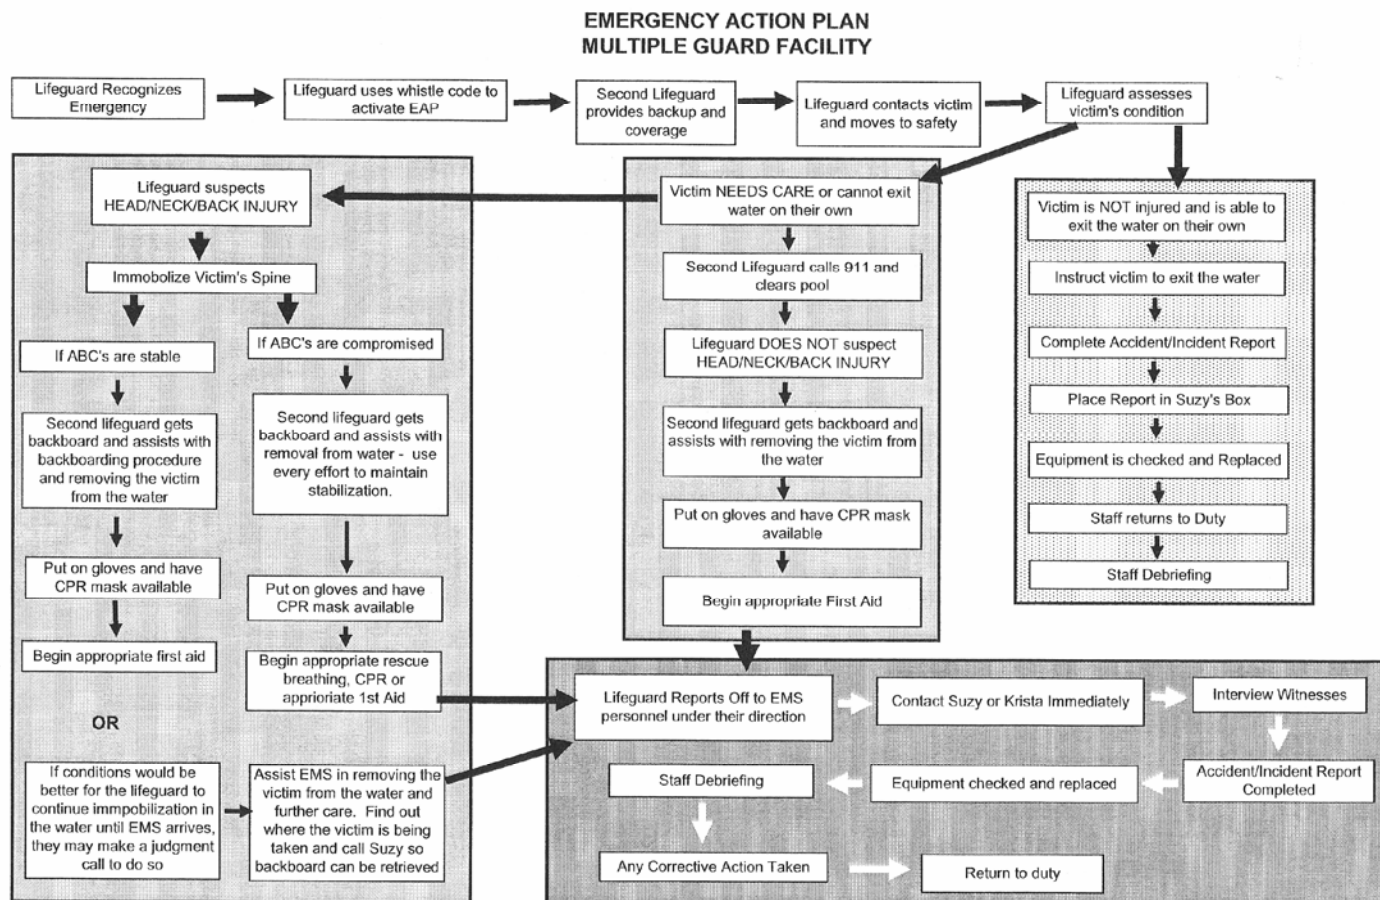 EMERGENCY ACTION PLAN
MULTIPLE GUARD FACILITY
Lifeguard Recognizes
Emergency
Lifeguard uses whistle code to
activate EAP
Second Lifeguard
provides backup and
coverage
Lifeguard contacts victim
and moves to safety
Lifeguard assesses
victim's condition
Lifeguard suspects
HEAD/NECK/BACK INJURY
Immobolize Victim's Spine
If ABC's are stable
Second lifeguard gets
backboard and assists with
backboarding procedure
and removing the victim
from the water
Put on gloves and have
CPR mask available
Begin appropriate first aid
OR
If conditions would be
better for the lifeguard to
continue immpobilization in
the water until EMS arrives,
they may make a judgment
call to do so
If ABC's are compromised
Second lifeguard gets
backboard and assists with
removal from water - use
every effort to maintain
stabilization.
Put on gloves and have
CPR mask available
Begin appropriate rescue
breathing, CPR or
approriate 1st Aid
Assist EMS in removing the
victim from the water and
further care. Find out
where the victim is being
taken and call Suzy so
backboard can be retrieved
Victim NEEDS CARE or cannot exit
water on their own
Second Lifeguard calls 911 and
clears pool
Lifeguard DOES NOT suspect
HEAD/NECK/BACK INJURY
Second lifeguard gets backboard and
assists with removing the victim from
the water
Put on gloves and have CPR mask
available
Begin appropriate First Aid
Victim is NOT injured and is able to
exit the water on their own
Instruct victim to exit the water
Complete Accident/Incident Report
Place Report in Suzy's Box
Equipment is checked and Replaced
Staff returns to Duty
Staff Debriefing
Lifeguard Reports Off to EMS
personnel under their direction
Contact Suzy or Krista Immediately
Interview Witnesses
Accident/Incident Report
Completed
Equipment checked and replaced
Staff Debriefing
Any Corrective Action Taken
Return to duty